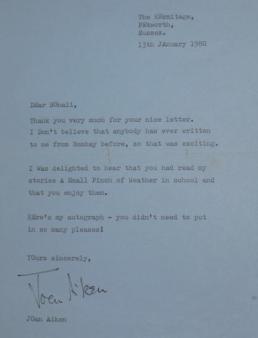 The HErmitage,
PEtworth,
Sussex.
13th JAnuary 1980
DEar
Thank you very much for your nice letter.
I Don't believe that anybody has ever written
to me from Bombay before, so that was exciting.
I was delighted to hear that you had read my
stories A Small Pinch of Weather in school and
that you enjoy them.
HEre's my autograph - you didn't need to put
in so many pleases!
YOurs sincerely,
Joan Aiken
JOan Aiken